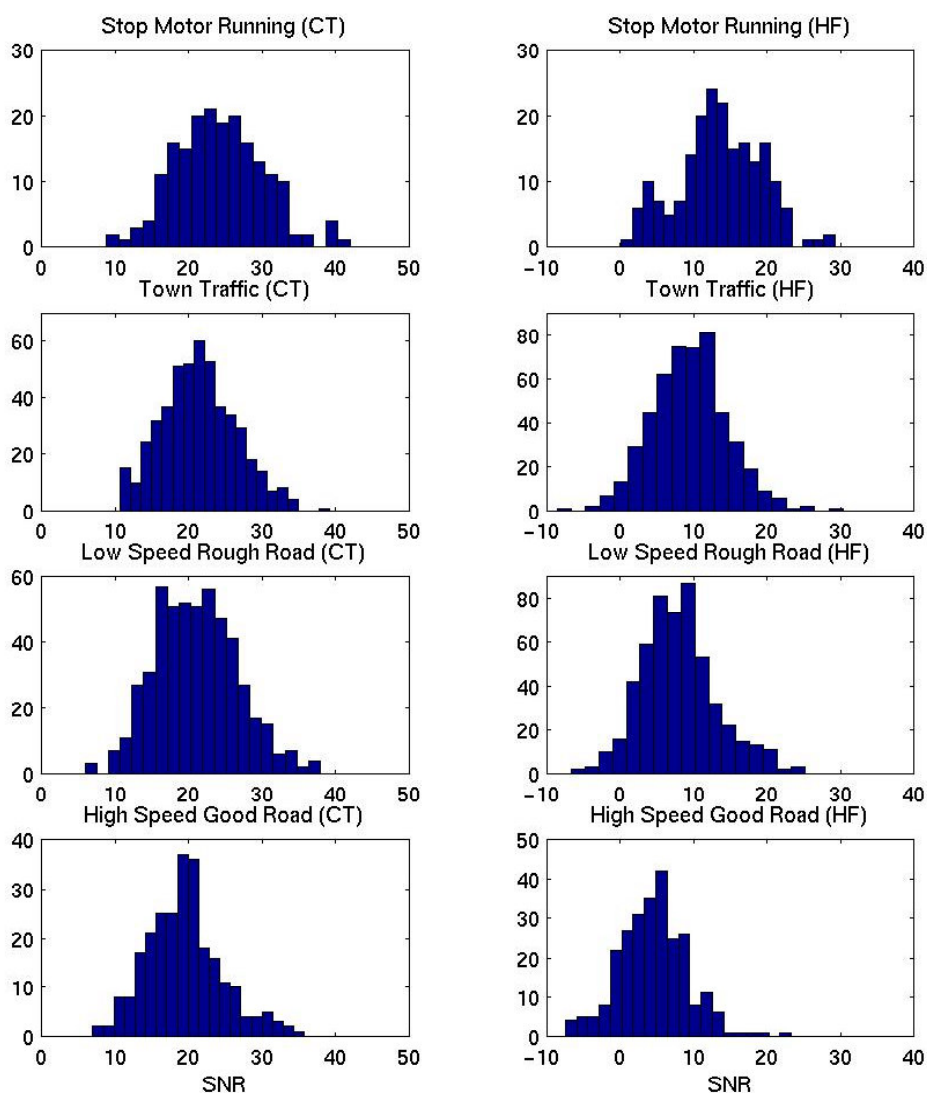 Stop Motor Running (CT)
Stop Motor Running (HF)
30
20
10
0
0 10 20 30 40 50
30
20
10
0
−10 0 10 20 30 40
Town Traffic (CT)
Town Traffic (HF)
60
40
20
0
0 10 20 30 40 50
80
60
40
20
0
−10 0 10 20 30 40
Low Speed Rough Road (CT)
Low Speed Rough Road (HF)
60
40
20
0
0 10 20 30 40 50
80
60
40
20
0
−10 0 10 20 30 40
High Speed Good Road (CT)
High Speed Good Road (HF)
40
30
20
10
0
0 10 20 30 40 50
SNR
50
40
30
20
10
0
−10 0 10 20 30 40
SNR